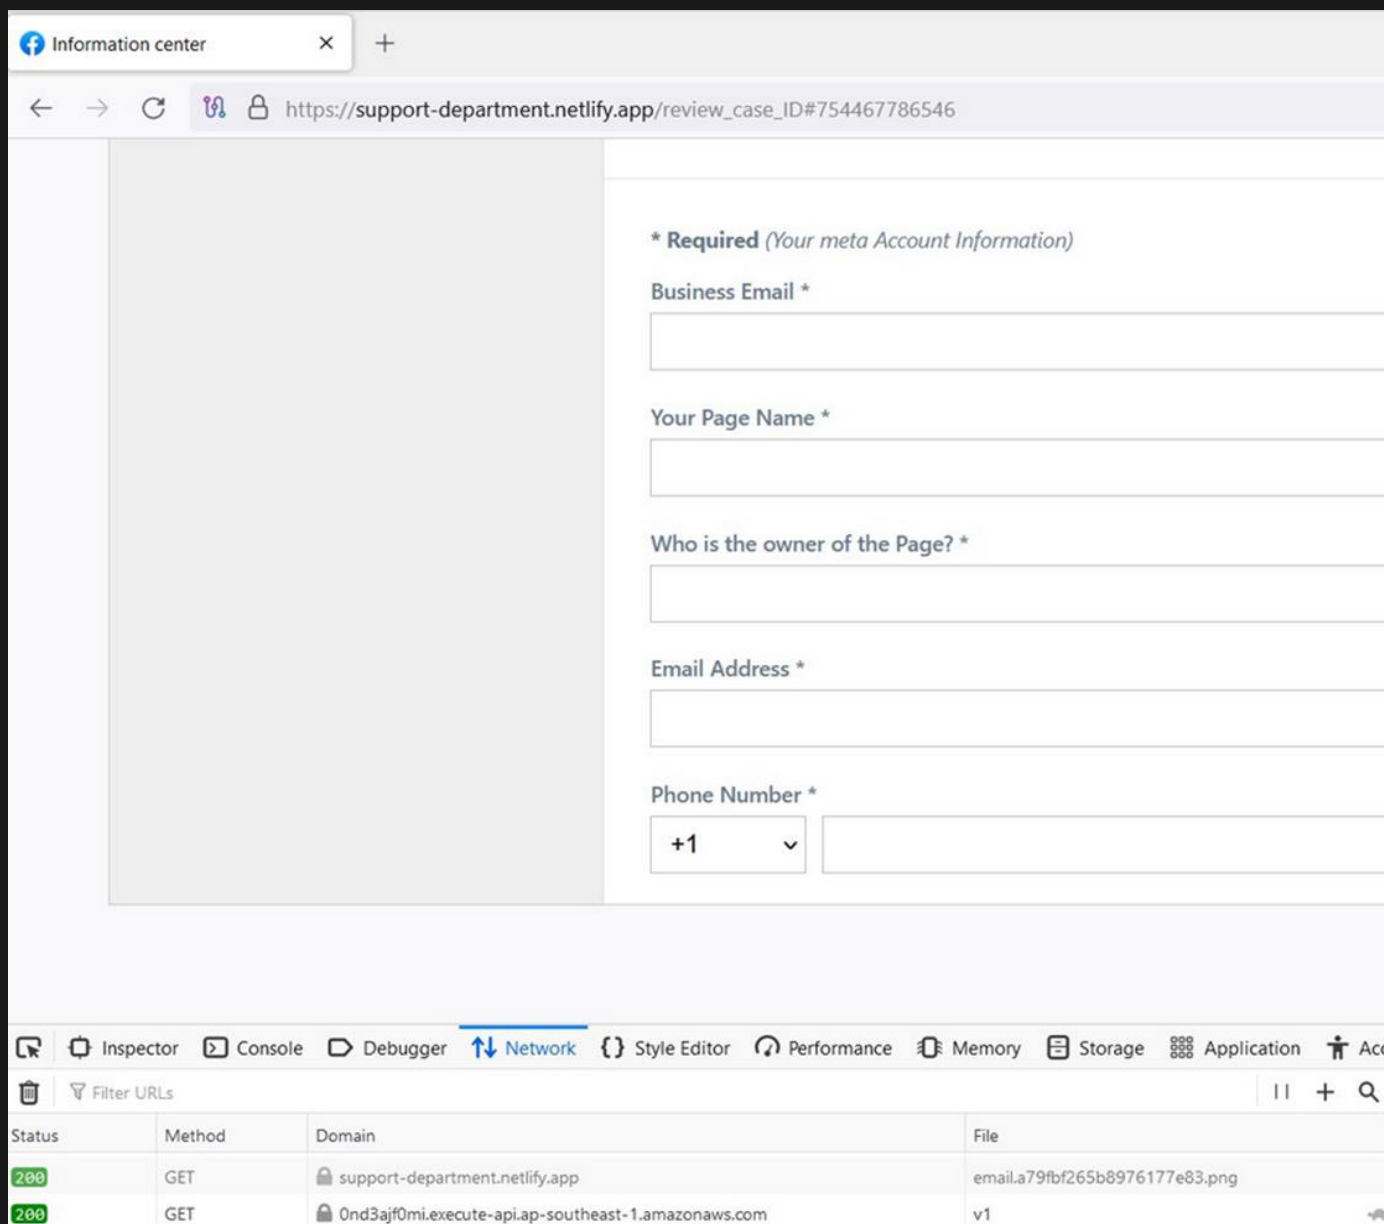 Information center
https://support-department.netlify.app/review_case_ID#754467786546
* Required (Your meta Account Information)
Business Email *
Your Page Name *
Who is the owner of the Page? *
Email Address *
Phone Number *
+1
Inspector Console Debugger Network Style Editor Performance Memory Storage Application Acc
Filter URLs
Status Method Domain File
200 GET support-department.netlify.app email.a79fbf265b8976177e83.png
200 GET 0nd3ajf0mi.execute-api.ap-southeast-1.amazonaws.com v1